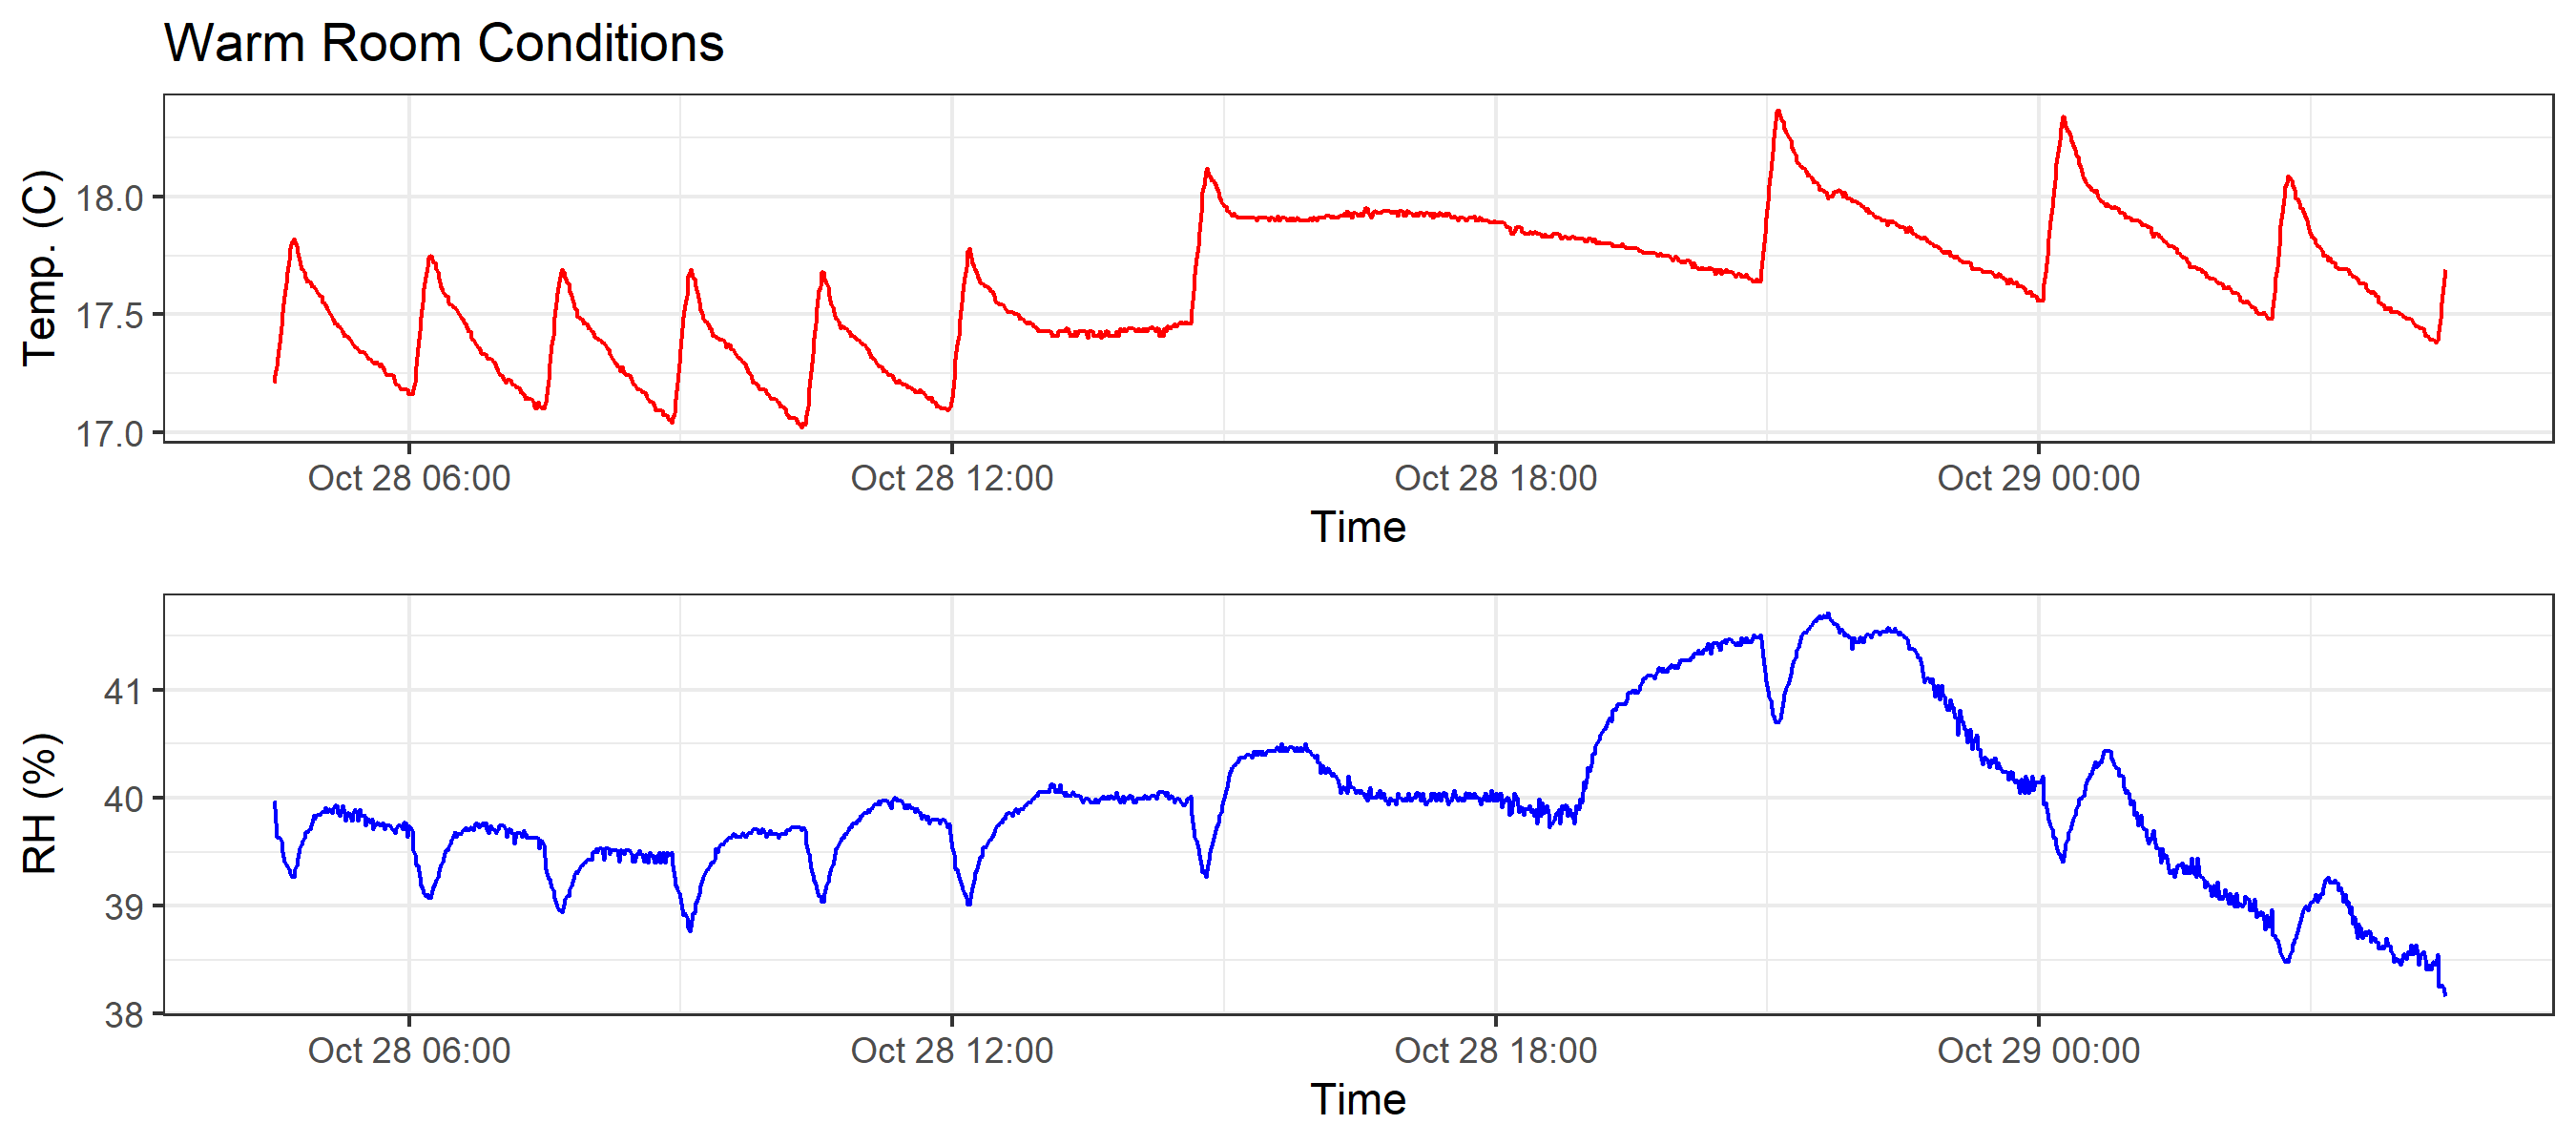 Warm Room Conditions
Temp. (C)
18.0
17.5
17.0
Oct 28 06:00 Oct 28 12:00 Oct 28 18:00 Oct 29 00:00
Time
RH (%)
41
40
39
38
Oct 28 06:00 Oct 28 12:00 Oct 28 18:00 Oct 29 00:00
Time